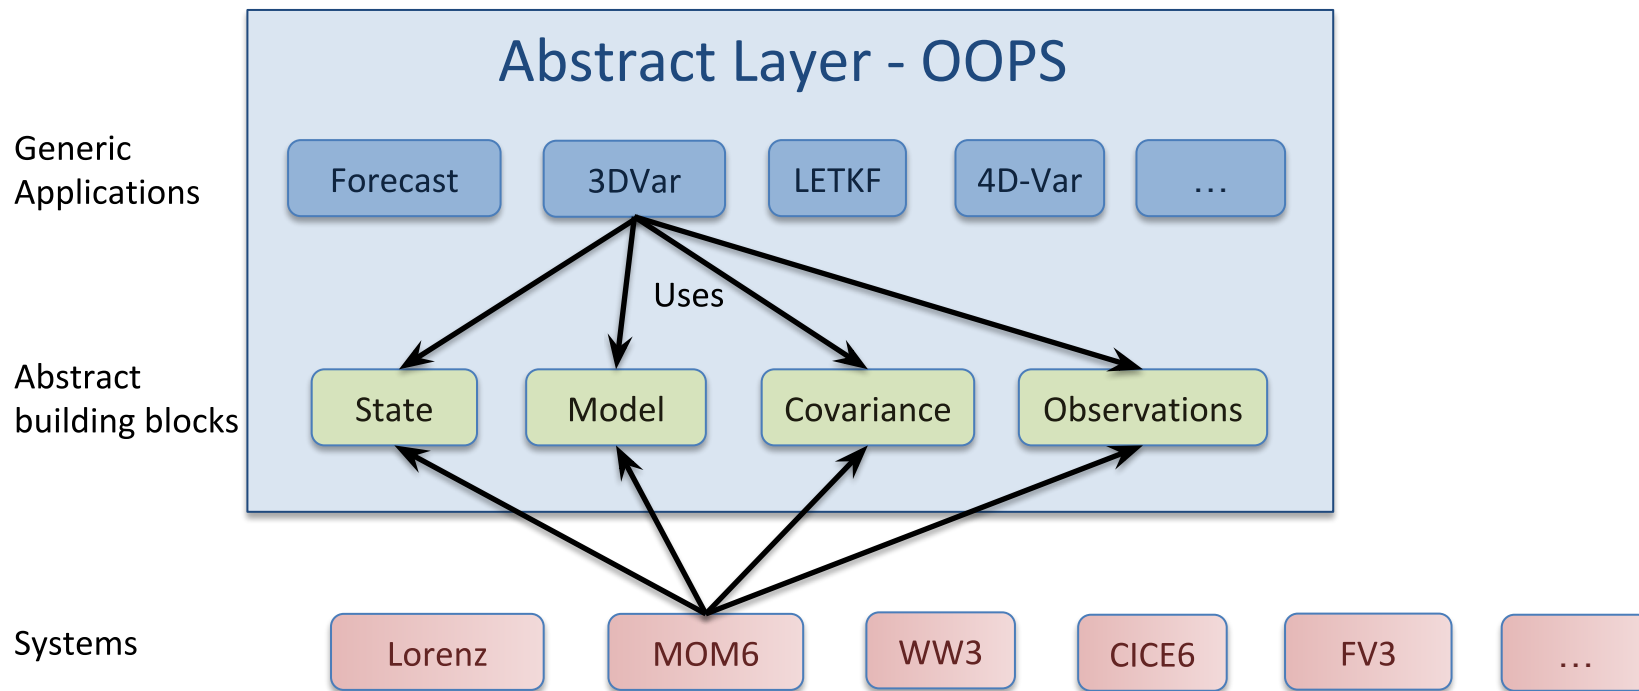 Abstract Layer - OOPS
Generic
Applications
Forecast
3DVar
LETKF
4D-Var
...
Uses
Abstract
building blocks
State
Model
Covariance
Observations
Systems
Lorenz
MOM6
WW3
CICE6
FV3
...